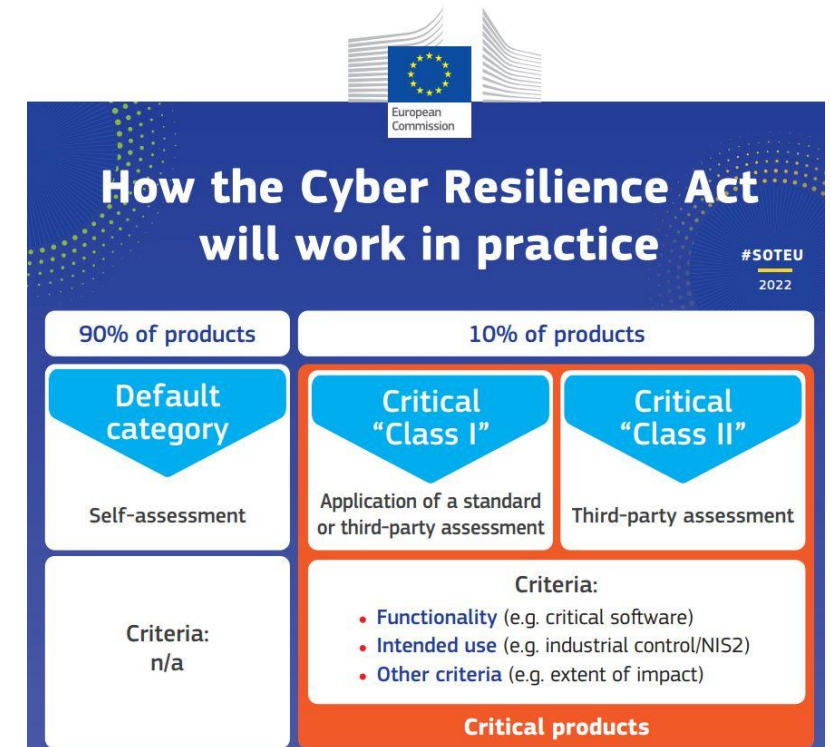 European
Commission
How the Cyber Resilience Act
will work in practice
#SOTEU
2022
90% of products
10% of products
Default
category
Self-assessment
Critical
“Class I”
Application of a standard
or third-party assessment
Critical
“Class II”
Third-party assessment
Criteria:
n/a
Criteria:
• Functionality (e.g. critical software)
• Intended use (e.g. industrial control/NIS2)
• Other criteria (e.g. extent of impact)
Critical products